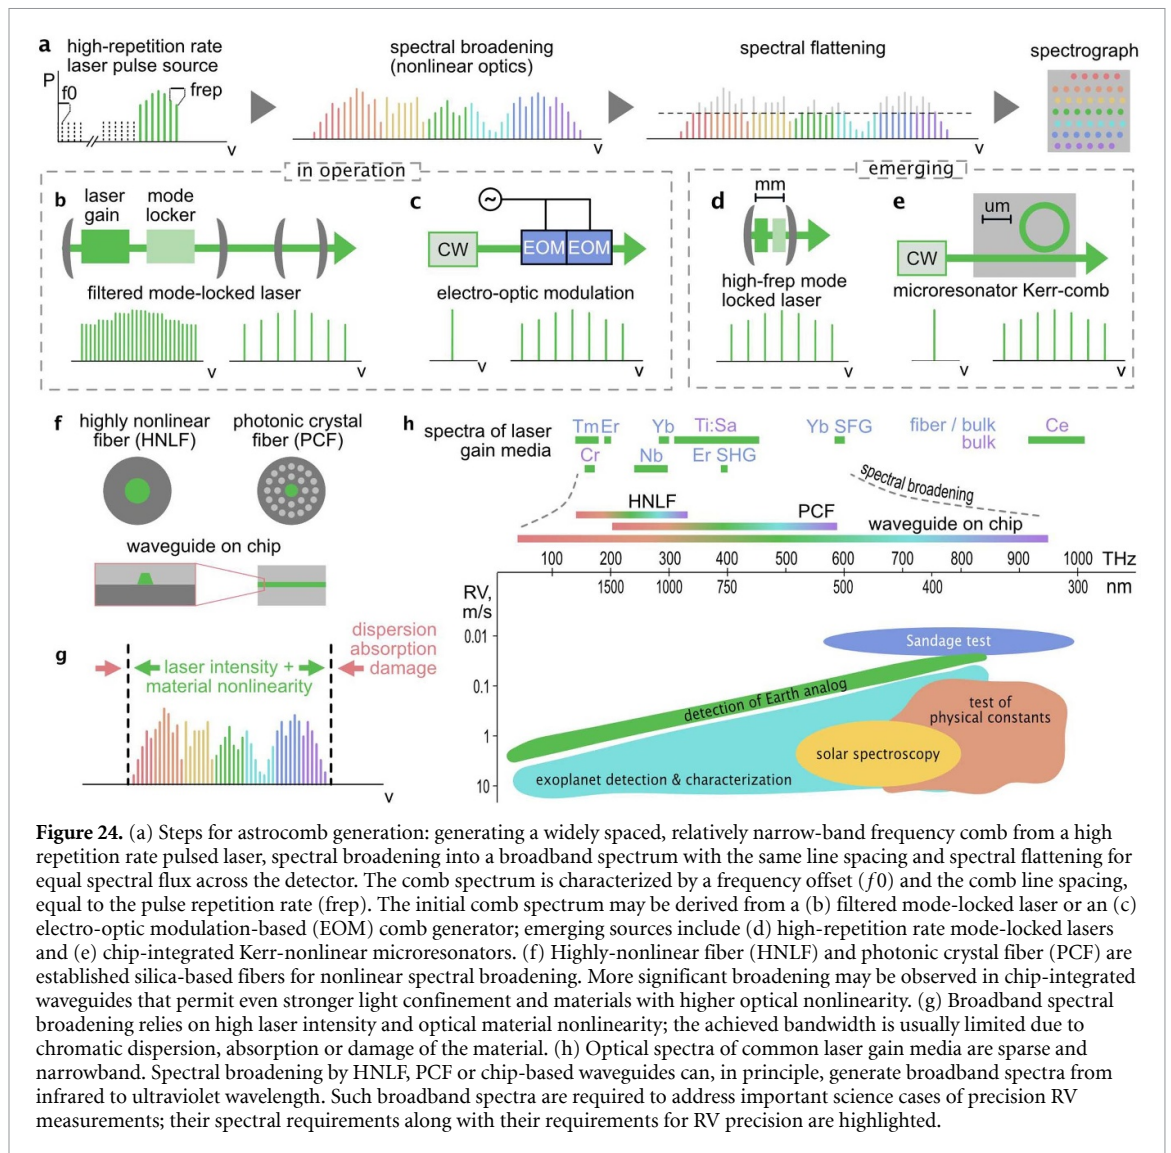 a high-repetition rate
laser pulse source
spectral broadening
(nonlinear optics)
spectral flattening
spectrograph
P
f0
frep
ν
ν
ν
in operation
emerging
b laser
gain
mode
locker
filtered mode-locked laser
ν
ν
c
~
CW
EOM EOM
electro-optic modulation
ν
ν
d
mm
high-frep mode
locked laser
ν
e
um
CW
microresonator Kerr-comb
ν
ν
f highly nonlinear
fiber (HNLF)
photonic crystal
fiber (PCF)
waveguide on chip
g
dispersion
absorption
damage
laser intensity +
material nonlinearity
ν
h spectra of laser
gain media
Tm Er Yb Ti:Sa Yb SFG fiber / bulk Ce
bulk
Cr Nb Er SHG
spectral broadening
HNLF
PCF
waveguide on chip
100 200 300 400 500 600 700 800 900 1000 THz
1500 1000 750 500 400 300 nm
RV,
m/s
0.01
0.1
1
10
Sandage test
detection of Earth analog
test of
physical constants
solar spectroscopy
exoplanet detection & characterization
Figure 24. (a) Steps for astrocomb generation: generating a widely spaced, relatively narrow-band frequency comb from a high
repetition rate pulsed laser, spectral broadening into a broadband spectrum with the same line spacing and spectral flattening for
equal spectral flux across the detector. The comb spectrum is characterized by a frequency offset (f0) and the comb line spacing,
equal to the pulse repetition rate (frep). The initial comb spectrum may be derived from a (b) filtered mode-locked laser or an (c)
electro-optic modulation-based (EOM) comb generator; emerging sources include (d) high-repetition rate mode-locked lasers
and (e) chip-integrated Kerr-nonlinear microresonators. (f) Highly-nonlinear fiber (HNLF) and photonic crystal fiber (PCF) are
established silica-based fibers for nonlinear spectral broadening. More significant broadening may be observed in chip-integrated
waveguides that permit even stronger light confinement and materials with higher optical nonlinearity. (g) Broadband spectral
broadening relies on high laser intensity and optical material nonlinearity; the achieved bandwidth is usually limited due to
chromatic dispersion, absorption or damage of the material. (h) Optical spectra of common laser gain media are sparse and
narrowband. Spectral broadening by HNLF, PCF or chip-based waveguides can, in principle, generate broadband spectra from
infrared to ultraviolet wavelength. Such broadband spectra are required to address important science cases of precision RV
measurements; their spectral requirements along with their requirements for RV precision are highlighted.